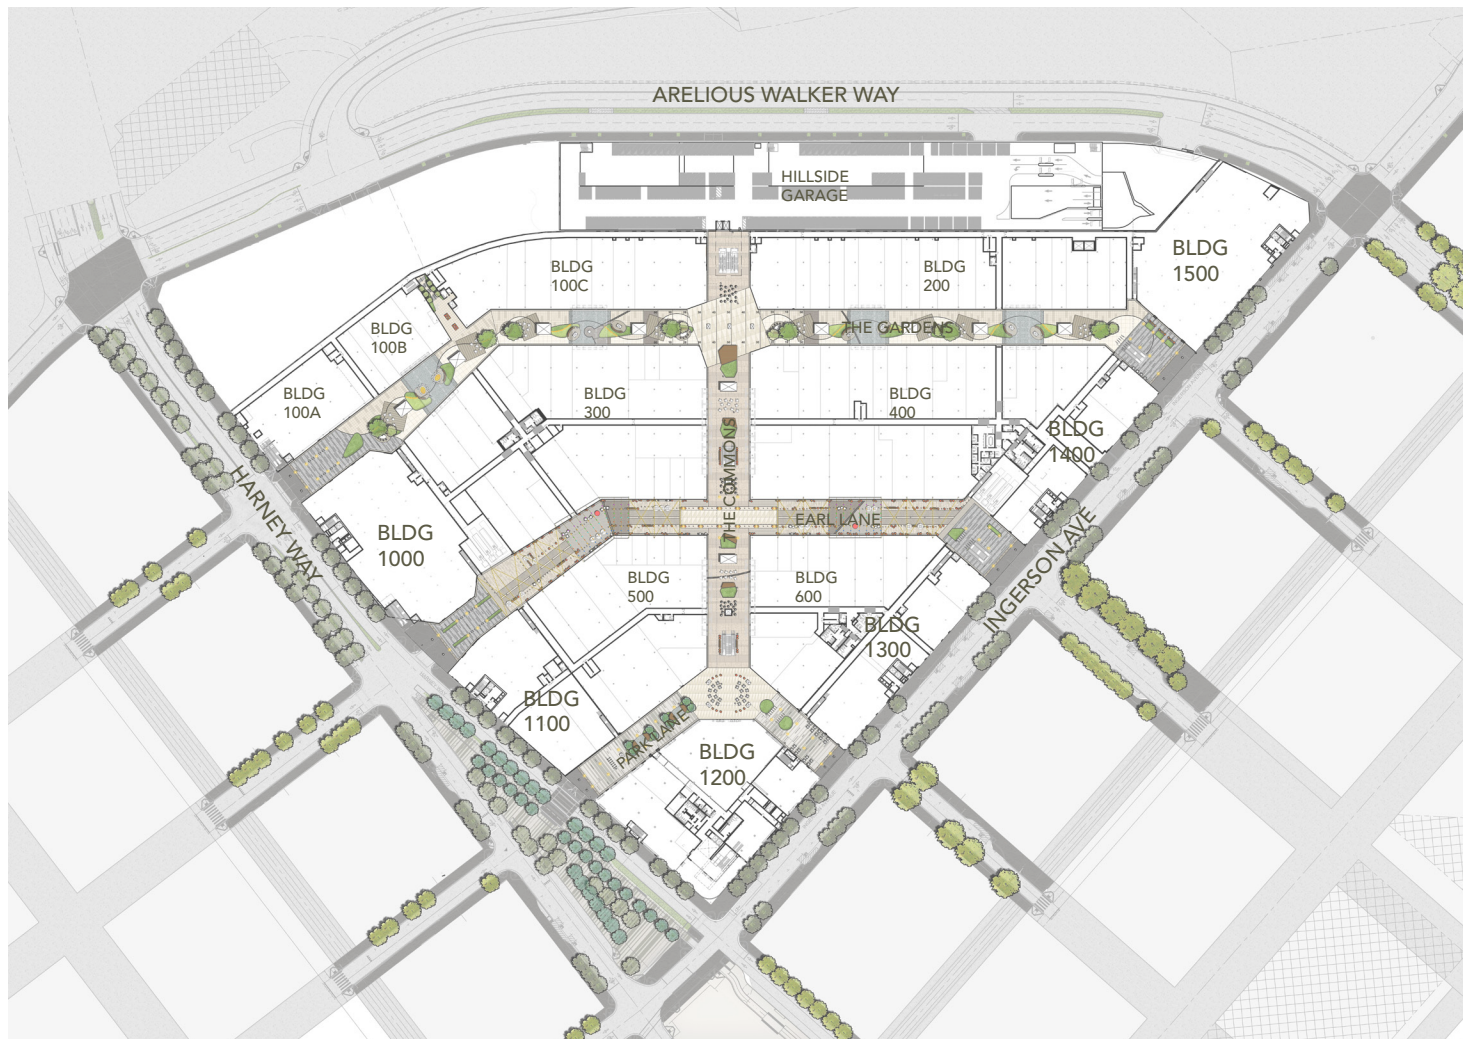 ARELIOUS WALKER WAY
HILLSIDE
GARAGE
BLDG
1500
BLDG
100C
BLDG
200
BLDG
100B
THE GARDENS
BLDG
100A
BLDG
300
BLDG
400
THE COMMONS
BLDG
1400
HARNEY WAY
BLDG
1000
EARL LANE
INGERSON AVE
BLDG
500
BLDG
600
BLDG
1300
BLDG
1100
PARK LANE
BLDG
1200